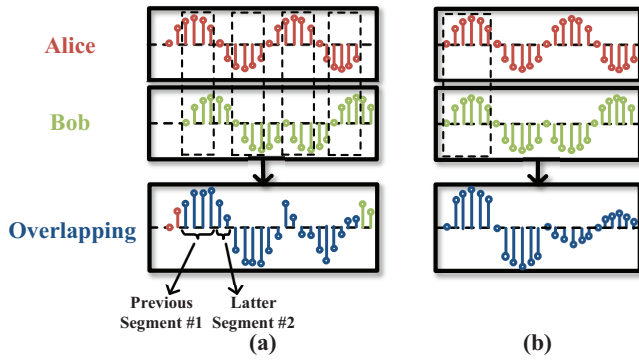 Alice
Bob
Overlapping
Previous
Segment #1
Latter
Segment #2
(a)
(b)